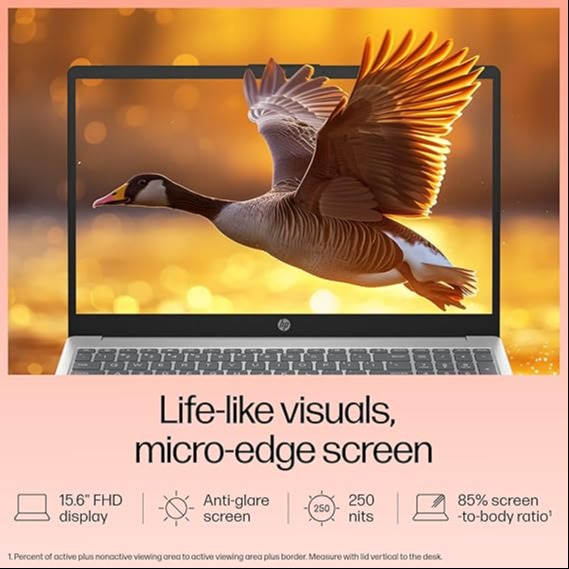 hp
Life-like visuals,
micro-edge screen
15.6" FHD
display
Anti-glare
screen
250
250
nits
85% screen
-to-body ratio¹
1. Percent of active plus nonactive viewing area to active viewing area plus border. Measure with lid vertical to the desk.